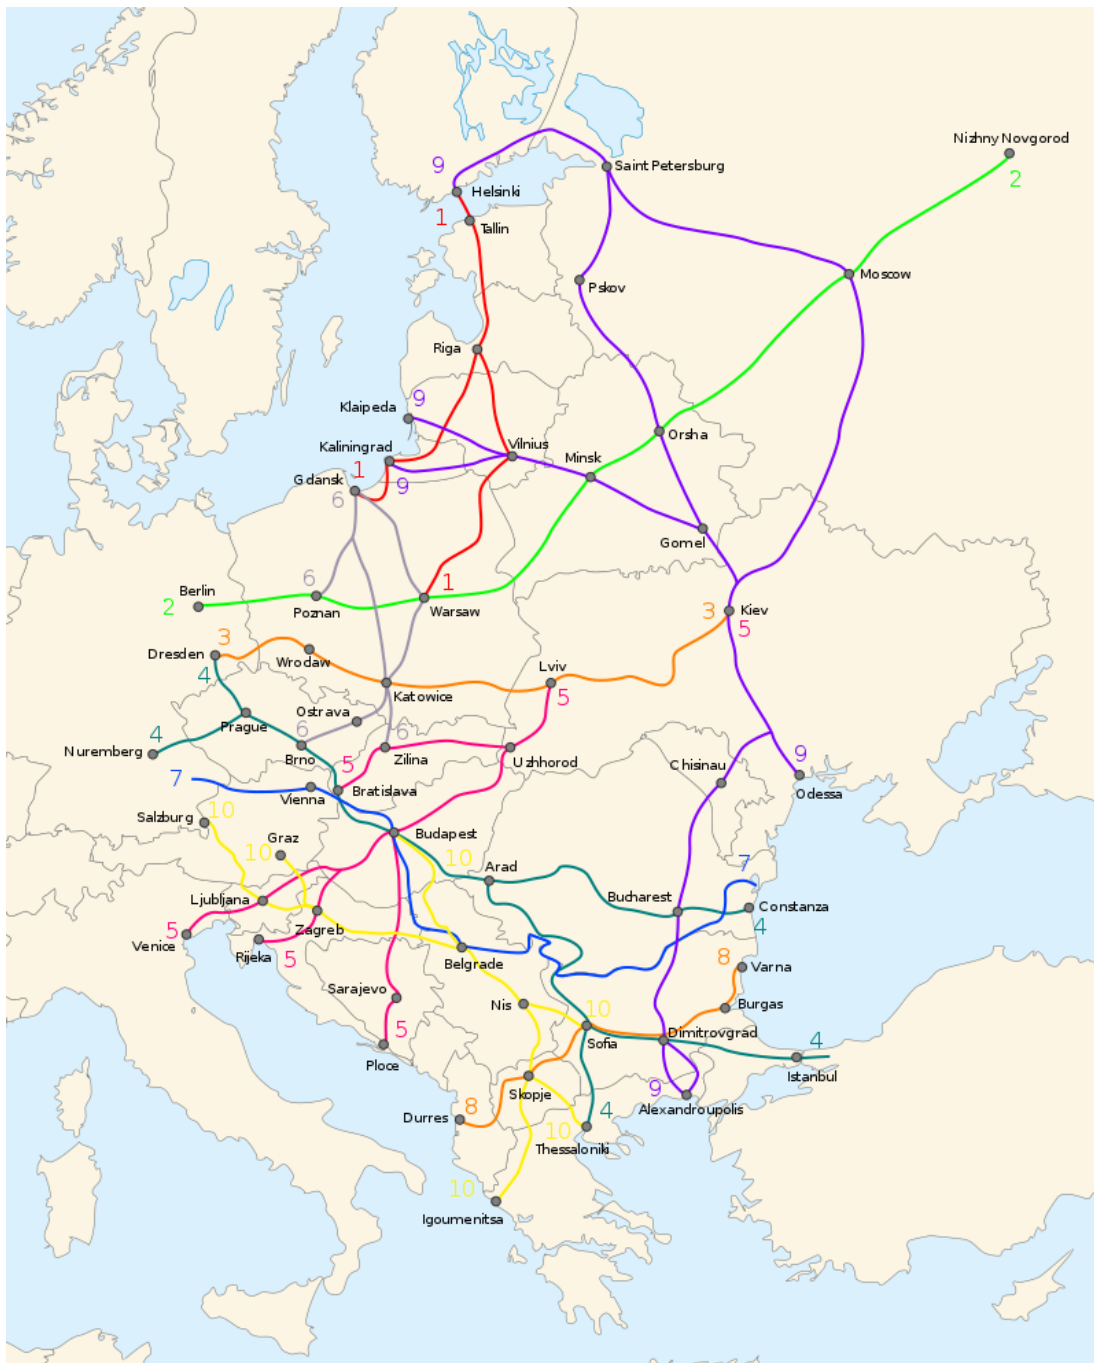 Nizhny Novgorod
2
9
Saint Petersburg
Helsinki
1
Tallin
Moscow
Pskov
Riga
9
Klaipeda
Orsha
Vilnius
Kaliningrad
Minsk
1
Gdansk
9
6
Gomel
6
1
Berlin
2
Poznan
Warsaw
3
Kiev
5
3
Dresden
Wrodaw
4
Lviv
5
Katowice
Ostrava
Prague
4
6
6
Nuremberg
Brno
Zilina
Uzhhorod
9
5
7
Chisinau
Vienna
Bratislava
Odessa
Salzburg
10
Graz
Budapest
10
10
7
Arad
Ljubljana
Bucharest
Constanza
4
5
Zagreb
Venice
Rijeka
5
Belgrade
8
Varna
Sarajevo
Nis
10
Burgas
5
Sofia
Dimitrovgrad
4
Ploce
Istanbul
Skopje
9
8
4
Alexandroupolis
Durres
10
Thessaloniki
10
Igoumenitsa